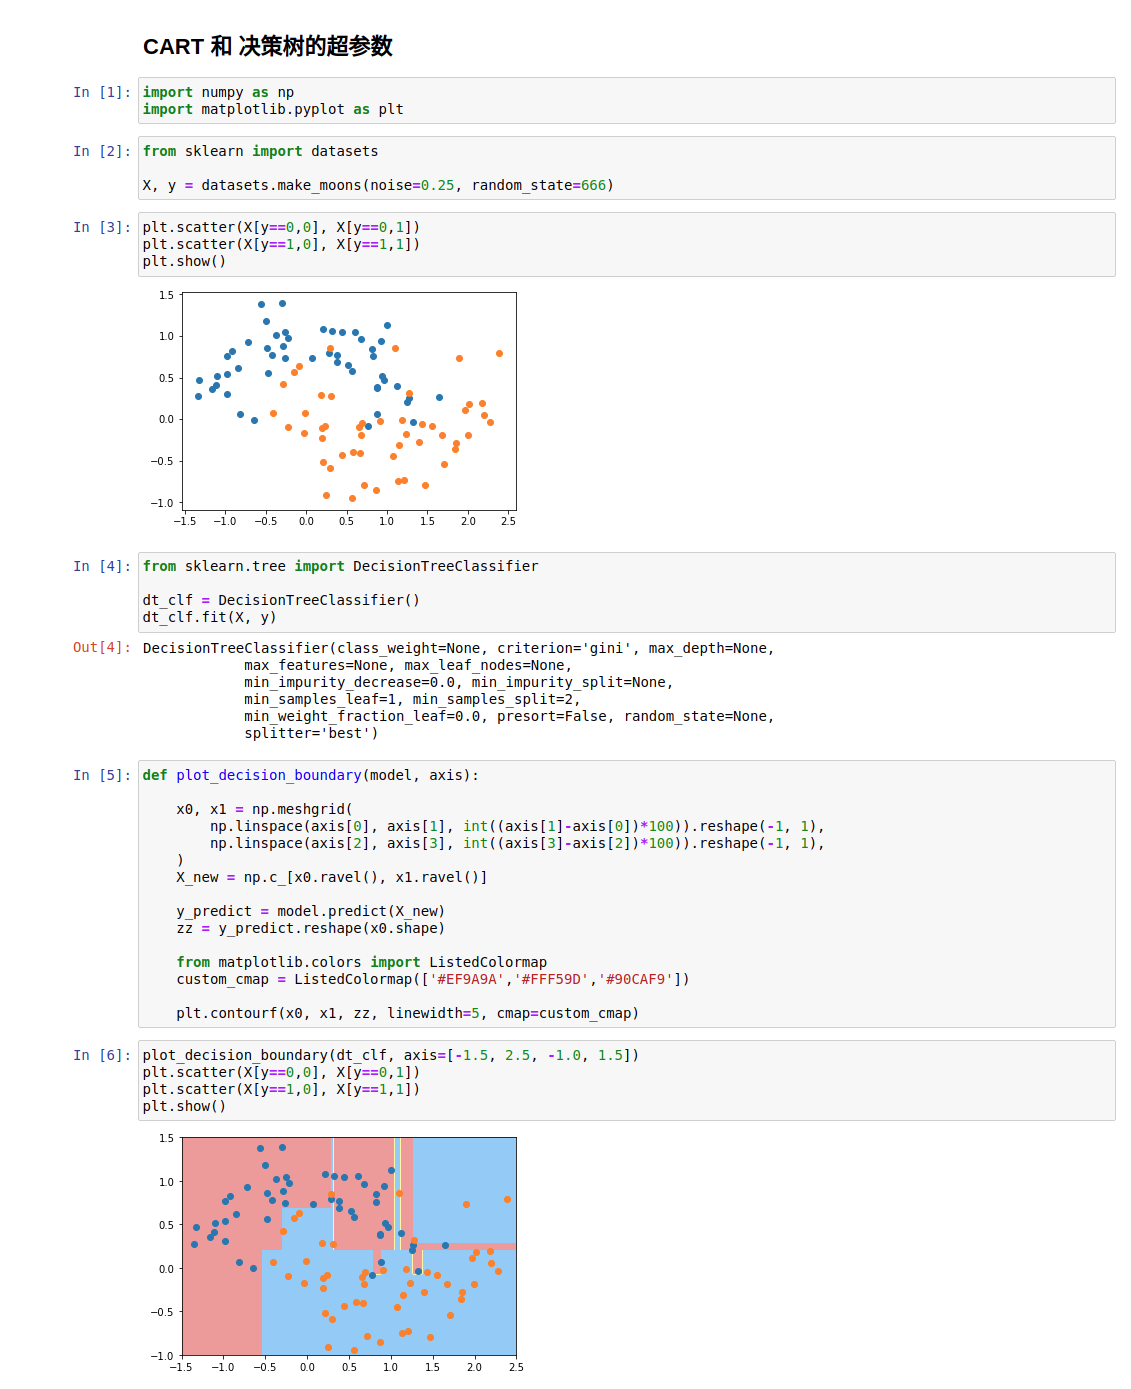 CART 和 决策树的超参数
In [1]: import numpy as np
import matplotlib.pyplot as plt
In [2]: from sklearn import datasets
X, y = datasets.make_moons(noise=0.25, random_state=666)
In [3]: plt.scatter(X[y==0,0], X[y==0,1])
plt.scatter(X[y==1,0], X[y==1,1])
plt.show()
1.5
1.0
0.5
0.0
−0.5
−1.0
−1.5 −1.0 −0.5 0.0 0.5 1.0 1.5 2.0 2.5
In [4]: from sklearn.tree import DecisionTreeClassifier
dt_clf = DecisionTreeClassifier()
dt_clf.fit(X, y)
Out[4]: DecisionTreeClassifier(class_weight=None, criterion='gini', max_depth=None,
            max_features=None, max_leaf_nodes=None,
            min_impurity_decrease=0.0, min_impurity_split=None,
            min_samples_leaf=1, min_samples_split=2,
            min_weight_fraction_leaf=0.0, presort=False, random_state=None,
            splitter='best')
In [5]: def plot_decision_boundary(model, axis):
    x0, x1 = np.meshgrid(
        np.linspace(axis[0], axis[1], int((axis[1]-axis[0])*100)).reshape(-1, 1),
        np.linspace(axis[2], axis[3], int((axis[3]-axis[2])*100)).reshape(-1, 1),
    )
    X_new = np.c_[x0.ravel(), x1.ravel()]
    y_predict = model.predict(X_new)
    zz = y_predict.reshape(x0.shape)
    from matplotlib.colors import ListedColormap
    custom_cmap = ListedColormap(['#EF9A9A','#FFF59D','#90CAF9'])
    plt.contourf(x0, x1, zz, linewidth=5, cmap=custom_cmap)
In [6]: plot_decision_boundary(dt_clf, axis=[-1.5, 2.5, -1.0, 1.5])
plt.scatter(X[y==0,0], X[y==0,1])
plt.scatter(X[y==1,0], X[y==1,1])
plt.show()
1.5
1.0
0.5
0.0
−0.5
−1.0
−1.5 −1.0 −0.5 0.0 0.5 1.0 1.5 2.0 2.5